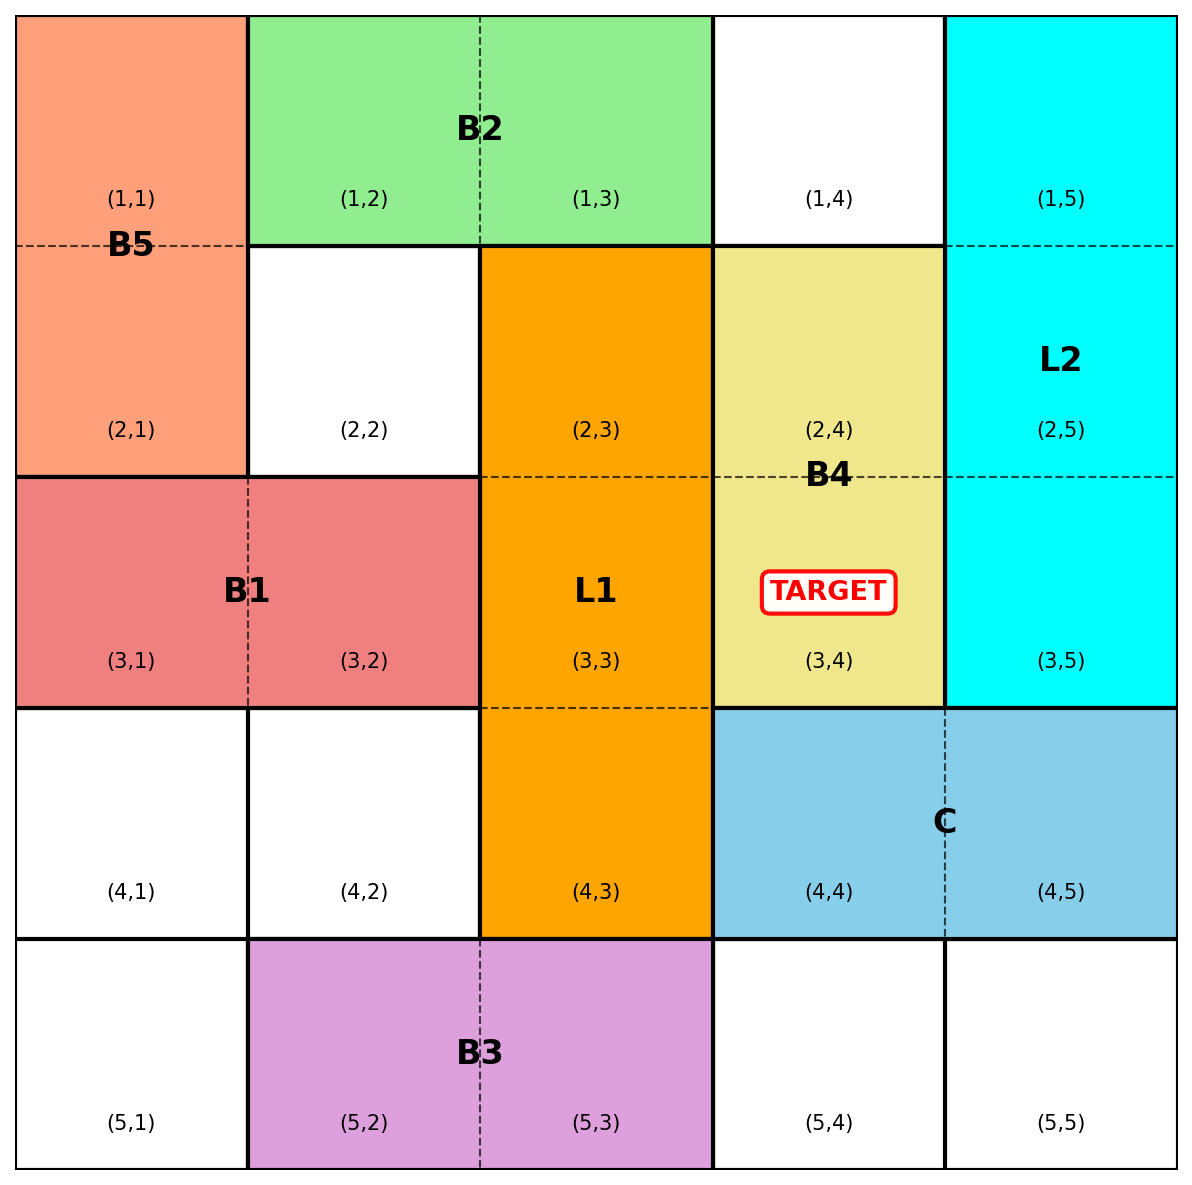 B2
(1,1) (1,2) (1,3) (1,4) (1,5)
B5
L2
(2,1) (2,2) (2,3) (2,4) (2,5)
B4
B1 L1 TARGET
(3,1) (3,2) (3,3) (3,4) (3,5)
C
(4,1) (4,2) (4,3) (4,4) (4,5)
B3
(5,1) (5,2) (5,3) (5,4) (5,5)